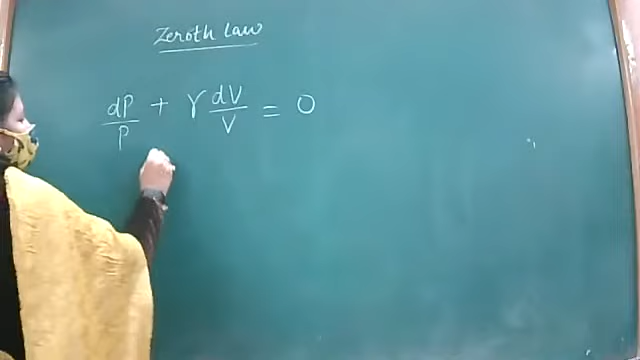 Zeroth law
dP/P + γ dV/V = 0